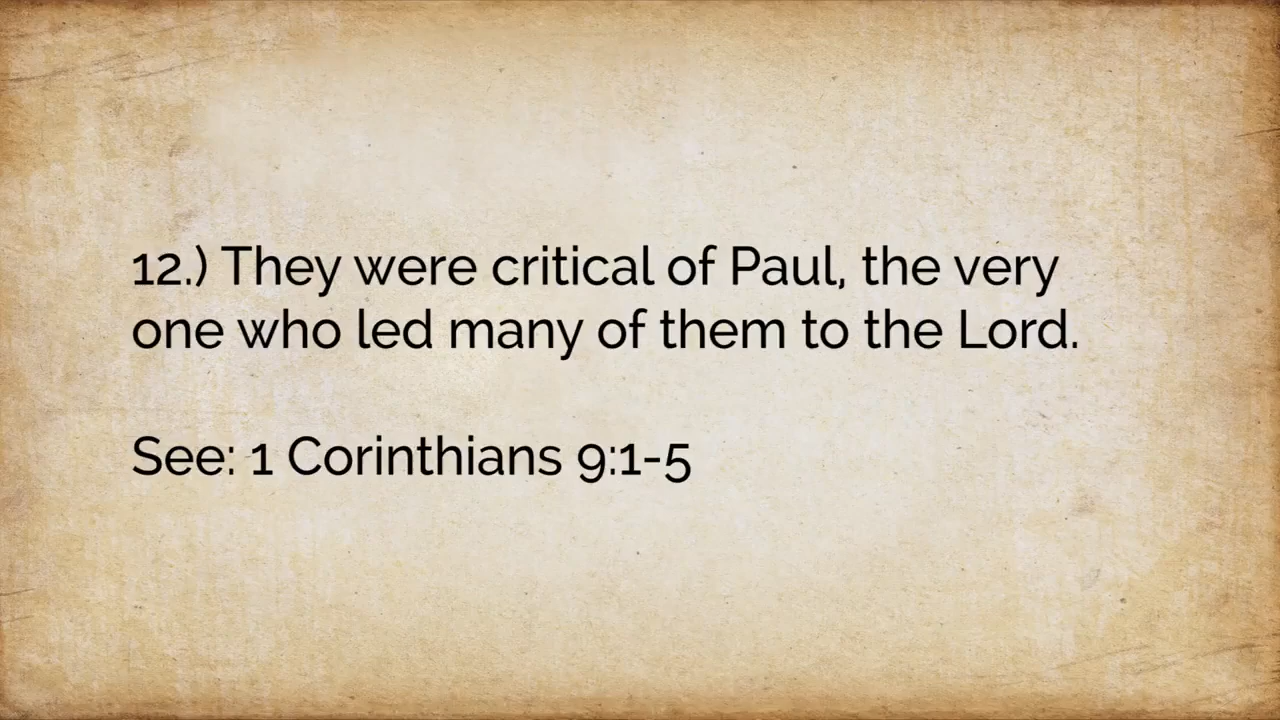 12.) They were critical of Paul, the very
one who led many of them to the Lord.
See: 1 Corinthians 9:1-5